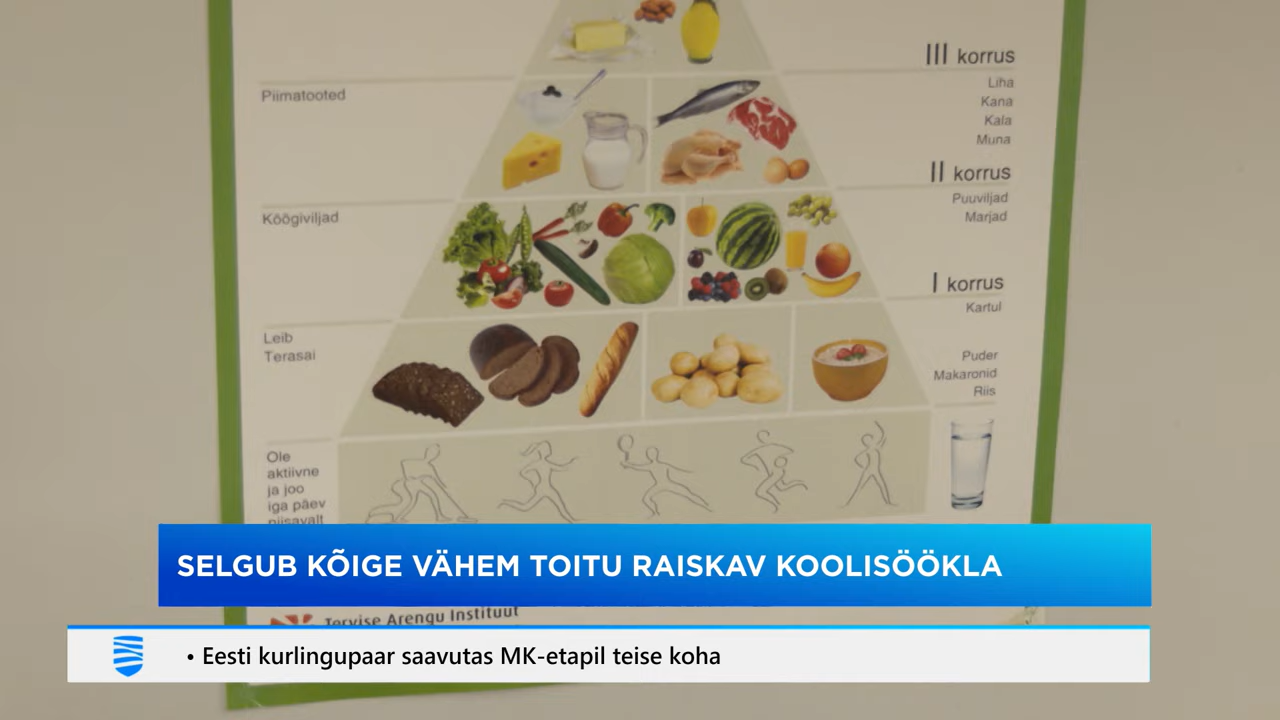 III korrus
Piimatooted
Liha
Kana
Kala
Muna
II korrus
Köögiviljad
Puuviljad
Marjad
I korrus
Kartul
Leib
Terasai
Puder
Makaronid
Riis
Ole
aktiivne
ja joo
iga päev
piisavalt
SELGUB KÕIGE VÄHEM TOITU RAISKAV KOOLISÖÖKLA
Tervise Arengu Instituut
• Eesti kurlingupaar saavutas MK-etapil teise koha